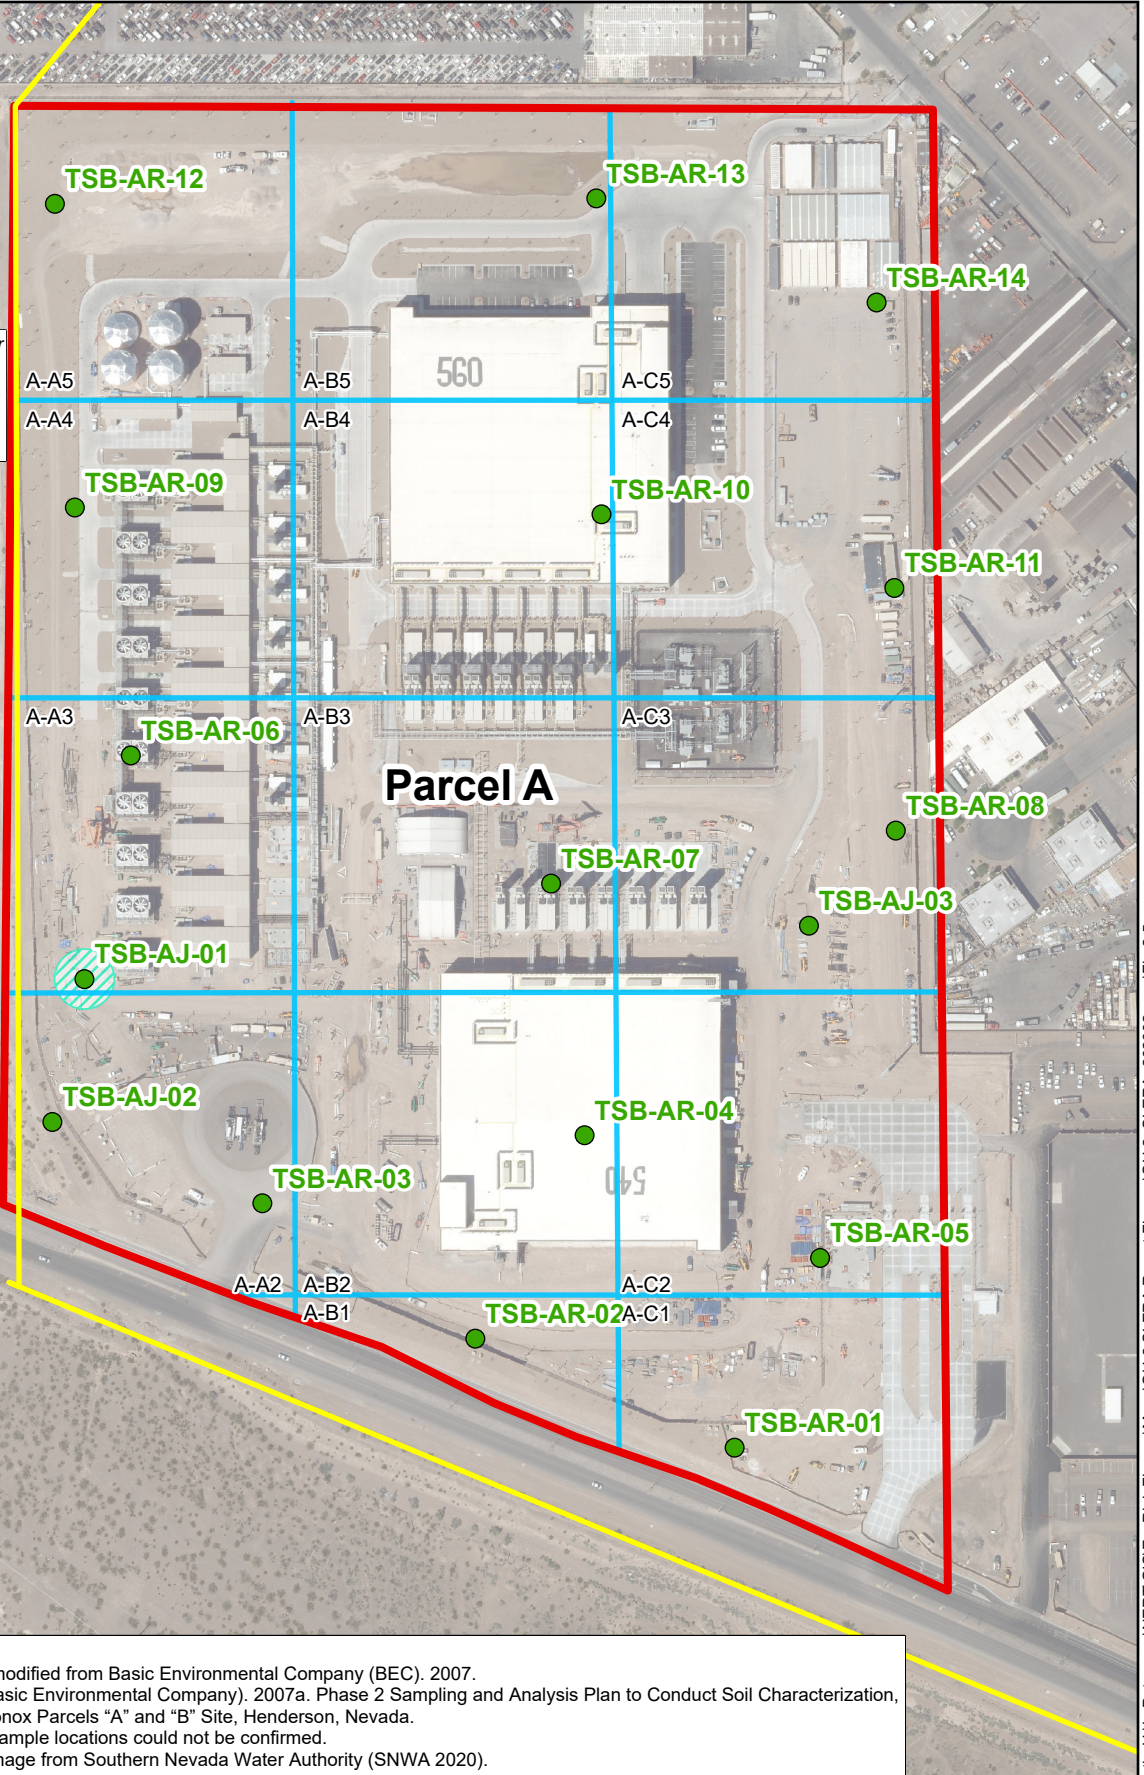 TSB-AR-12
TSB-AR-13
TSB-AR-14
560
A-A5
A-B5
A-C5
A-A4
A-B4
A-C4
TSB-AR-09
TSB-AR-10
TSB-AR-11
A-A3
A-B3
A-C3
TSB-AR-06
Parcel A
TSB-AR-08
TSB-AR-07
TSB-AJ-03
TSB-AJ-01
TSB-AJ-02
TSB-AR-04
TSB-AR-03
540
TSB-AR-05
A-A2
A-B2
A-C2
A-B1
TSB-AR-02
A-C1
TSB-AR-01
modified from Basic Environmental Company (BEC). 2007.
asic Environmental Company). 2007a. Phase 2 Sampling and Analysis Plan to Conduct Soil Characterization,
onox Parcels “A” and “B” Site, Henderson, Nevada.
ample locations could not be confirmed.
nage from Southern Nevada Water Authority (SNWA 2020).